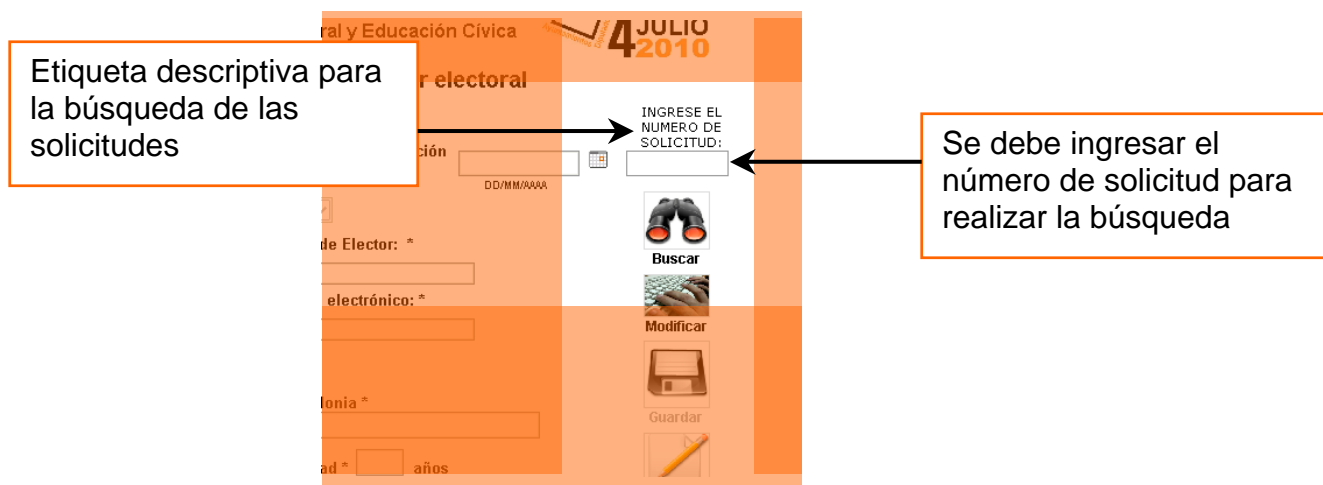 Etiqueta descriptiva para
la búsqueda de las
solicitudes
ral y Educación Cívica
4 JULIO
2010
r electoral
INGRESE EL
NUMERO DE
SOLICITUD:
ción
DD/MM/AAAA
Se debe ingresar el
número de solicitud para
realizar la búsqueda
de Elector: *
Buscar
electrónico: *
Modificar
lonia *
Guardar
ad * años